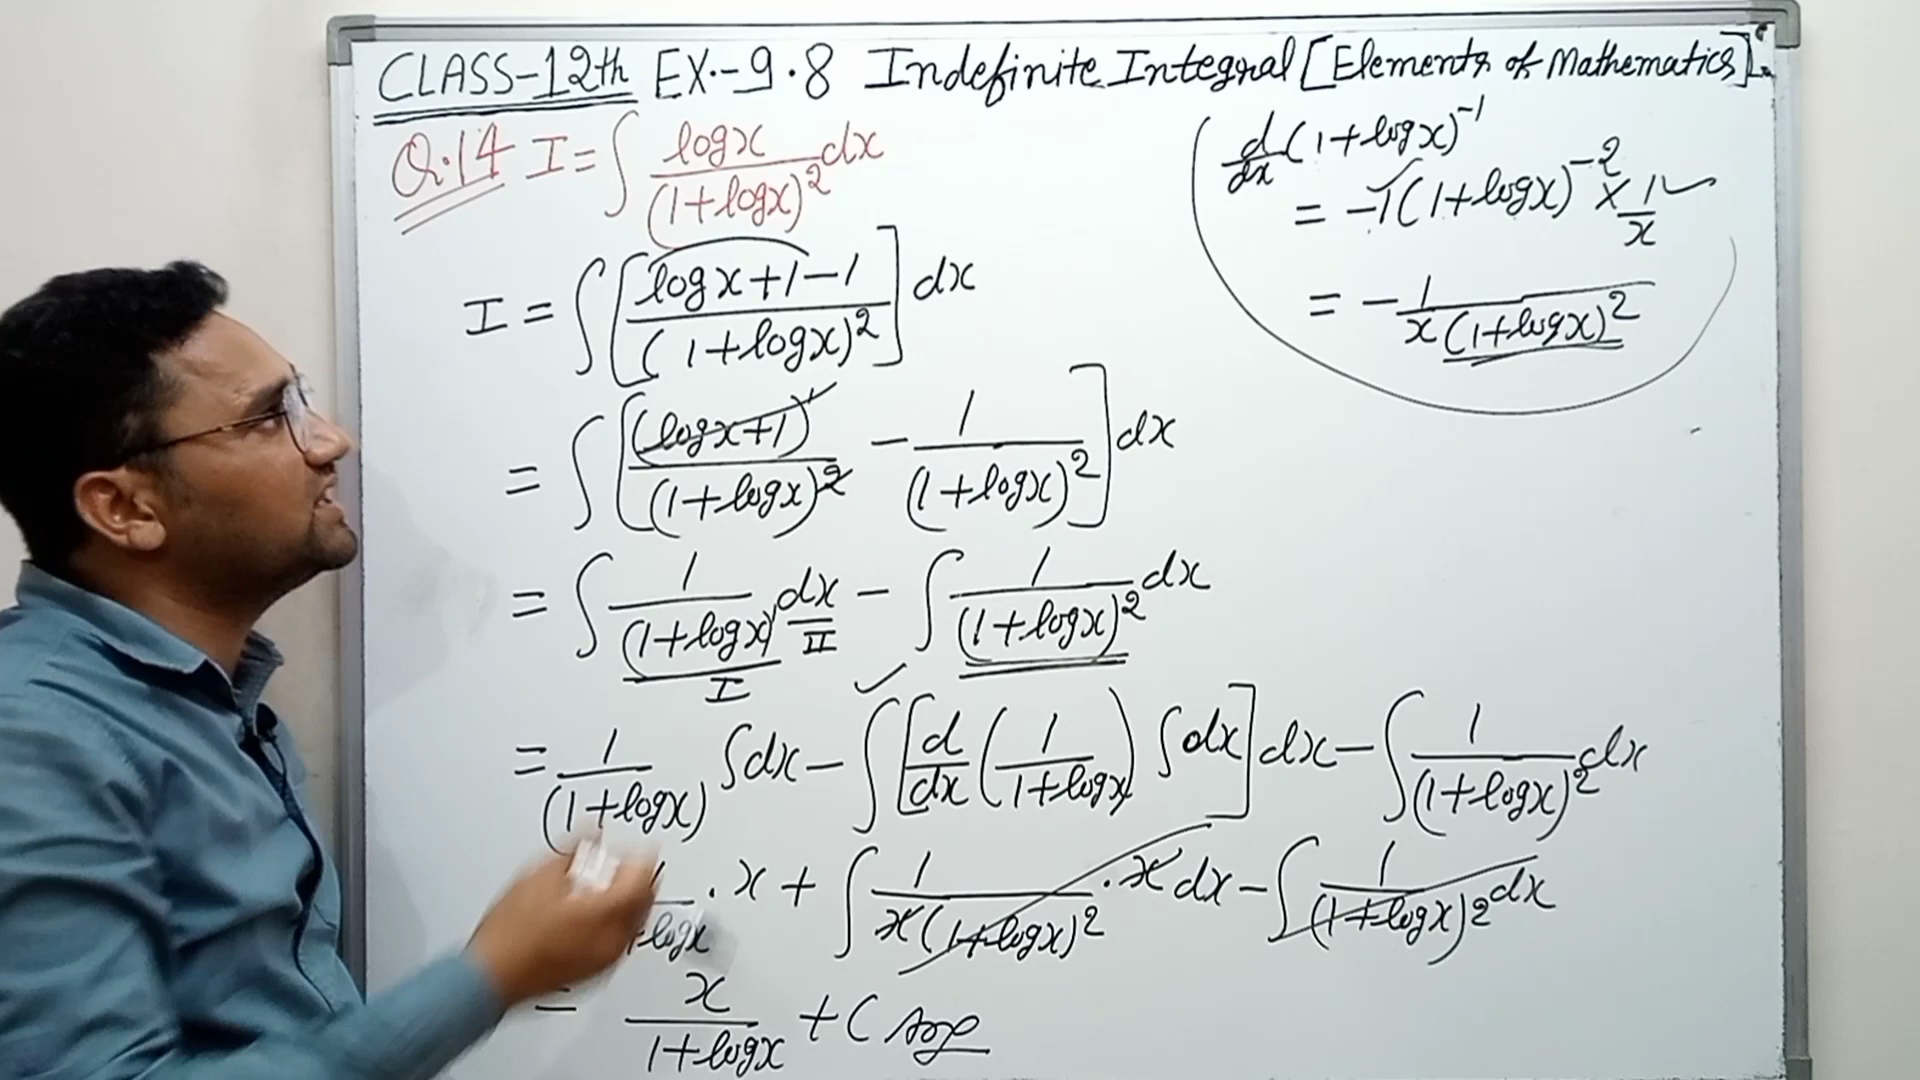 CLASS-12th EX.-9.8 Indefinite Integral [Elements of Mathematics]
Q.14 I = ∫ logx/(1+logx)² dx
I = ∫ [ (logx+1-1)/(1+logx)² ] dx
= ∫ [ (logx+1)¹/(1+logx)² - 1/(1+logx)² ] dx
= ∫ 1/(1+logx)¹ dx - ∫ 1/(1+logx)² dx
I II
= 1/(1+logx) ∫dx - ∫ [ d/dx (1/(1+logx)) ∫dx ] dx - ∫ 1/(1+logx)² dx
1/+logx · x + ∫ 1/x(1+logx)² · x dx - ∫ 1/(1+logx)² dx
= x/(1+logx) + C Ans
d/dx (1+logx)⁻¹
= -1(1+logx)⁻² × 1/x
= - 1/x(1+logx)²